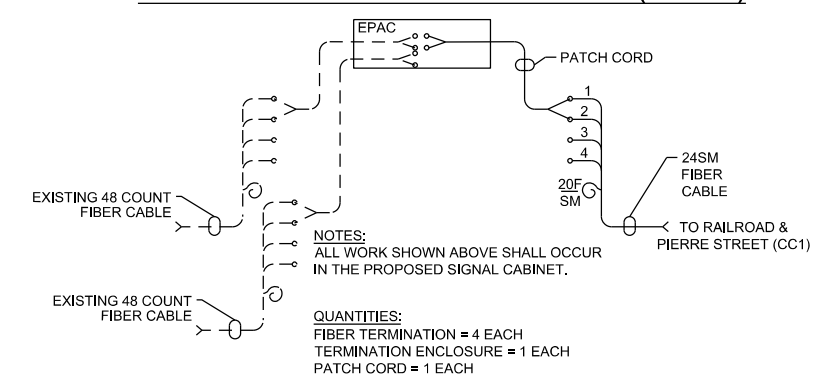 EPAC
PATCH CORD
1
2
3
4
20F
SM
24SM
FIBER
CABLE
TO RAILROAD &
PIERRE STREET (CC1)
EXISTING 48 COUNT
FIBER CABLE
EXISTING 48 COUNT
FIBER CABLE
NOTES:
ALL WORK SHOWN ABOVE SHALL OCCUR
IN THE PROPOSED SIGNAL CABINET.
QUANTITIES:
FIBER TERMINATION = 4 EACH
TERMINATION ENCLOSURE = 1 EACH
PATCH CORD = 1 EACH